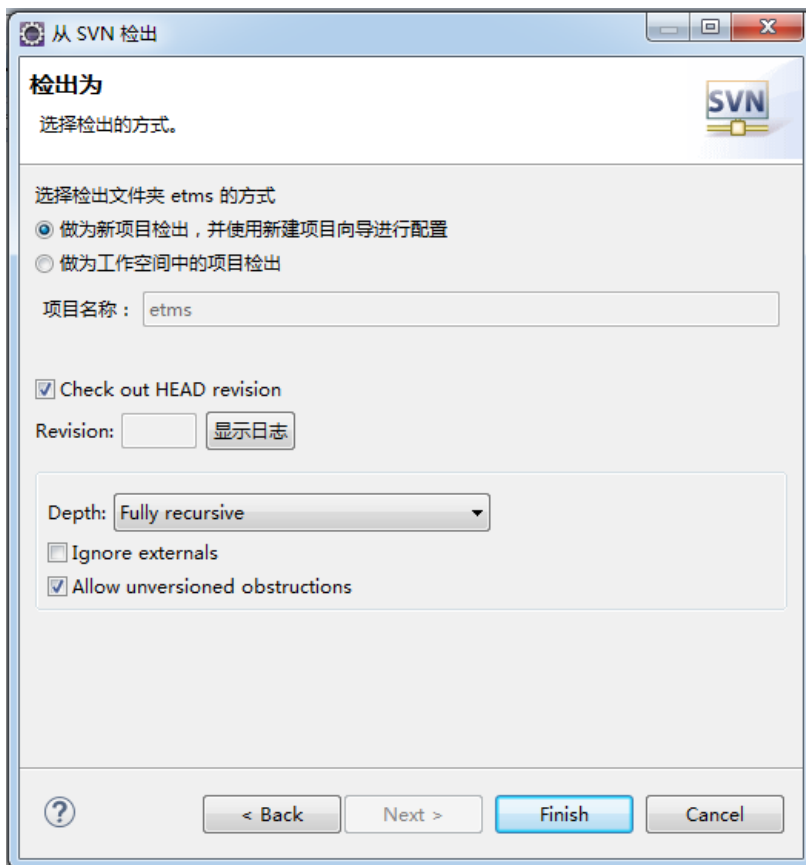 从 SVN 检出
检出为
选择检出的方式。
SVN
选择检出文件夹 etms 的方式
做为新项目检出，并使用新建项目向导进行配置
做为工作空间中的项目检出
项目名称： etms
Check out HEAD revision
Revision: 显示日志
Depth: Fully recursive
Ignore externals
Allow unversioned obstructions
? < Back Next > Finish Cancel